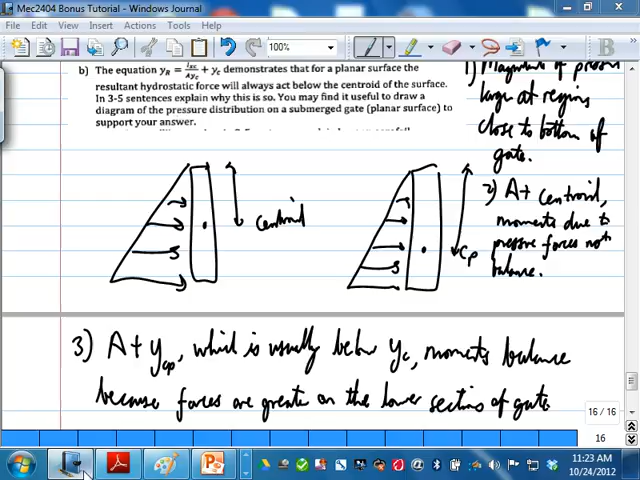 Mec2404 Bonus Tutorial - Windows Journal
File Edit View Insert Actions Tools Help
100%
B
b) The equation yR = Ixc/Ayc + yc demonstrates that for a planar surface the
resultant hydrostatic force will always act below the centroid of the surface.
In 3-5 sentences explain why this is so. You may find it useful to draw a
diagram of the pressure distribution on a submerged gate (planar surface) to
support your answer.
1) Magnitude of pressure
large at regions
close to bottom of
gate.
centroid
cp
2) At centroid,
moments due to
pressure forces not
balance.
3) At ycp, which is usually below yc, moments balance
because forces are greater on the lower section of gate
16 / 16
16
11:23 AM
10/24/2012